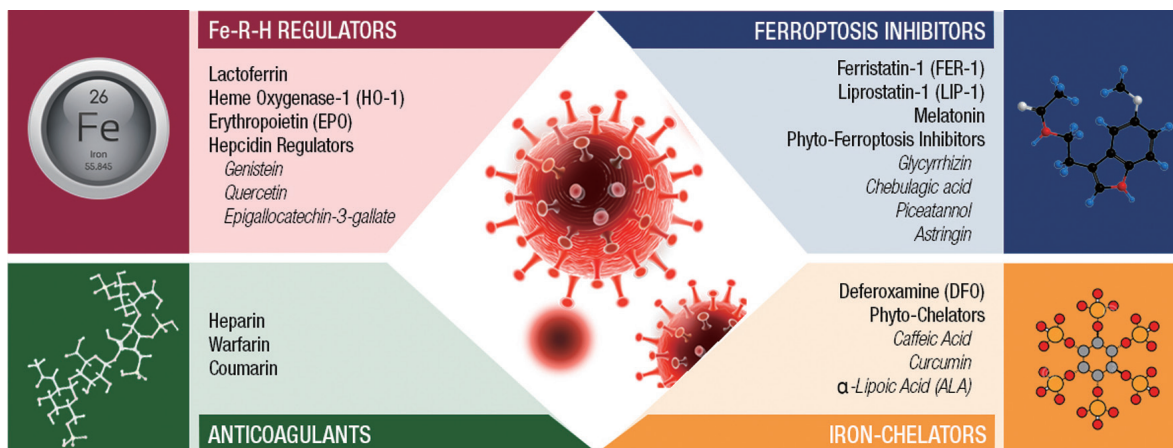 26
Fe
Iron
55.845
Fe-R-H REGULATORS
Lactoferrin
Heme Oxygenase-1 (HO-1)
Erythropoietin (EPO)
Hepcidin Regulators
Genistein
Quercetin
Epigallocatechin-3-gallate
FERROPTOSIS INHIBITORS
Ferristatin-1 (FER-1)
Liprostatin-1 (LIP-1)
Melatonin
Phyto-Ferroptosis Inhibitors
Glycyrrhizin
Chebulagic acid
Piceatannol
Astringin
Heparin
Warfarin
Coumarin
ANTICOAGULANTS
Deferoxamine (DFO)
Phyto-Chelators
Caffeic Acid
Curcumin
α-Lipoic Acid (ALA)
IRON-CHELATORS